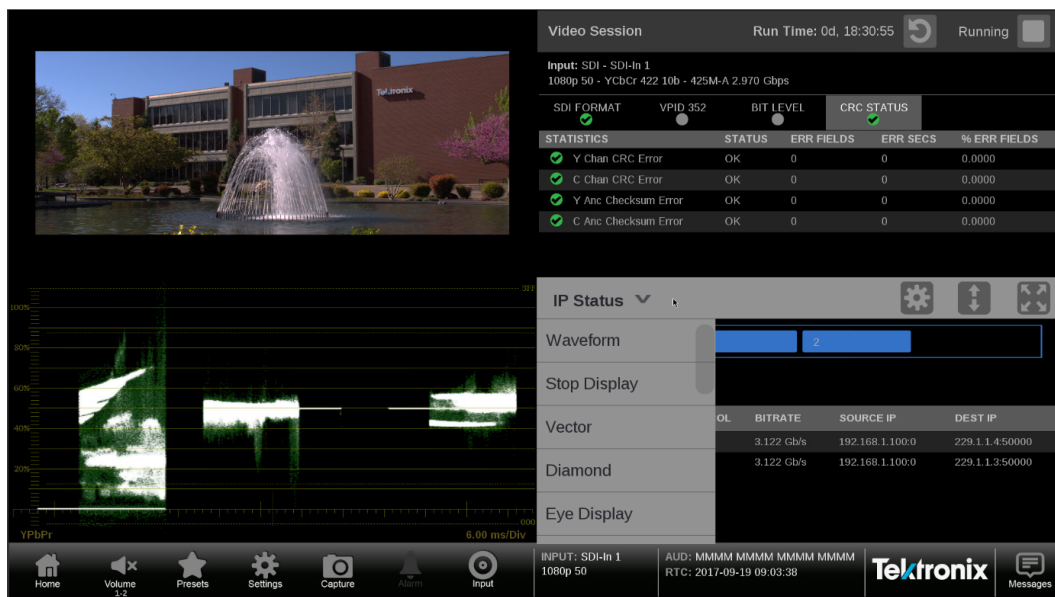 Tektronix
Video Session
Run Time: 0d, 18:30:55
Running
Input: SDI - SDI-In 1
1080p 50 - YCbCr 422 10b - 425M-A 2.970 Gbps
SDI FORMAT VPID 352 BIT LEVEL CRC STATUS
STATISTICS STATUS ERR FIELDS ERR SECS % ERR FIELDS
Y Chan CRC Error OK 0 0 0.0000
C Chan CRC Error OK 0 0 0.0000
Y Anc Checksum Error OK 0 0 0.0000
C Anc Checksum Error OK 0 0 0.0000
3FF
100%
80%
60%
40%
20%
000
YPbPr 6.00 ms/Div
IP Status
Waveform
Stop Display
Vector
Diamond
Eye Display
2
OL BITRATE SOURCE IP DEST IP
3.122 Gb/s 192.168.1.100:0 229.1.1.4:50000
3.122 Gb/s 192.168.1.100:0 229.1.1.3:50000
Home
Volume
1-2
Presets
Settings
Capture
Alarm
Input
INPUT: SDI-In 1
1080p 50
AUD: MMMM MMMM MMMM MMMM
RTC: 2017-09-19 09:03:38
Tektronix
Messages